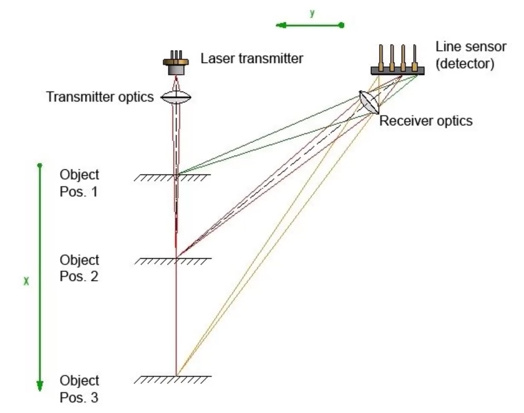 y
Laser transmitter
Line sensor
(detector)
Transmitter optics
Receiver optics
Object
Pos. 1
Object
Pos. 2
x
Object
Pos. 3